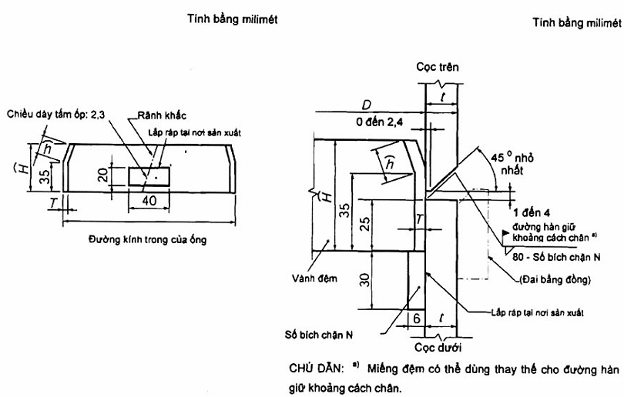 Tính bằng milimét
Chiều dày tấm ốp: 2,3
Rãnh khắc
Lắp ráp tại nơi sản xuất
h
H
35
T
20
40
Đường kính trong của ống
Tính bằng milimét
Cọc trên
D
t
0 đến 2,4
h
H
35
25
T
45 ° nhỏ
nhất
1 đến 4
đường hàn giữ
khoảng cách chân a)
80 - Số bích chặn N
(Đai bằng đồng)
Vành đệm
30
6
t
Lắp ráp tại nơi sản xuất
Số bích chặn N
Cọc dưới
CHÚ DẪN: a) Miếng đệm có thể dùng thay thế cho đường hàn
giữ khoảng cách chân.